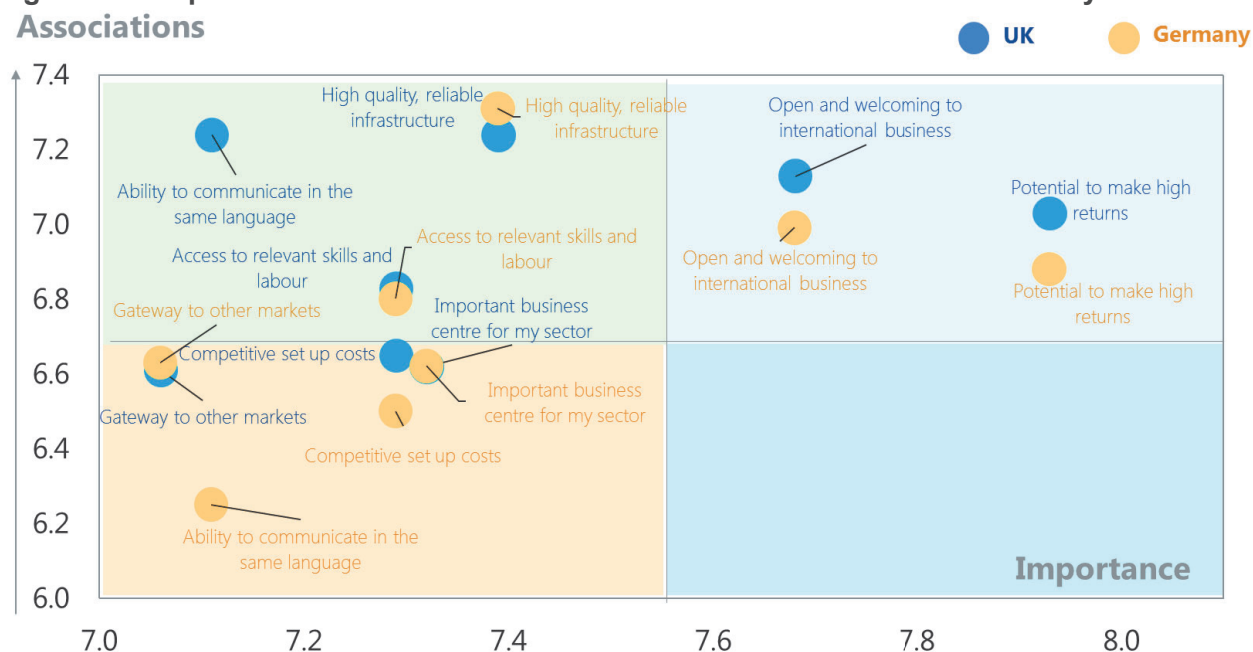 Associations
UK
Germany
7.4
7.2
7.0
6.8
6.6
6.4
6.2
6.0
High quality, reliable
infrastructure
High quality, reliable
infrastructure
Open and welcoming to
international business
Ability to communicate in the
same language
Potential to make high
returns
Access to relevant skills and
labour
Access to relevant skills and
labour
Open and welcoming to
international business
Gateway to other markets
Important business
centre for my sector
Potential to make high
returns
Competitive set up costs
Gateway to other markets
Important business
centre for my sector
Competitive set up costs
Ability to communicate in the
same language
Importance
7.0
7.2
7.4
7.6
7.8
8.0